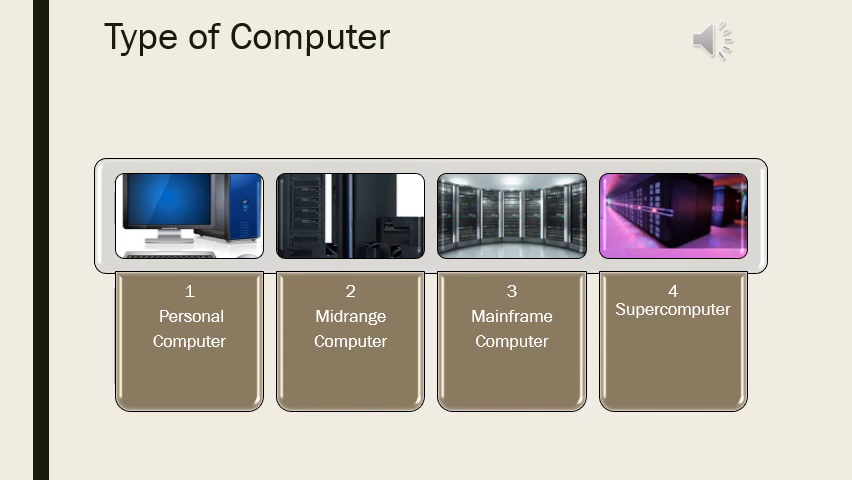 Type of Computer
1
Personal
Computer
2
Midrange
Computer
3
Mainframe
Computer
4
Supercomputer